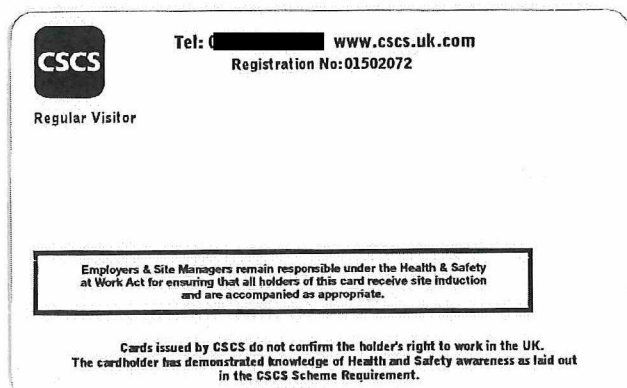 CSCS
Tel: www.cscs.uk.com
Registration No:01502072
Regular Visitor
Employers & Site Managers remain responsible under the Health & Safety
at Work Act for ensuring that all holders of this card receive site induction
and are accompanied as appropriate.
Cards issued by CSCS do not confirm the holder's right to work in the UK.
The cardholder has demonstrated knowledge of Health and Safety awareness as laid out
in the CSCS Scheme Requirement.